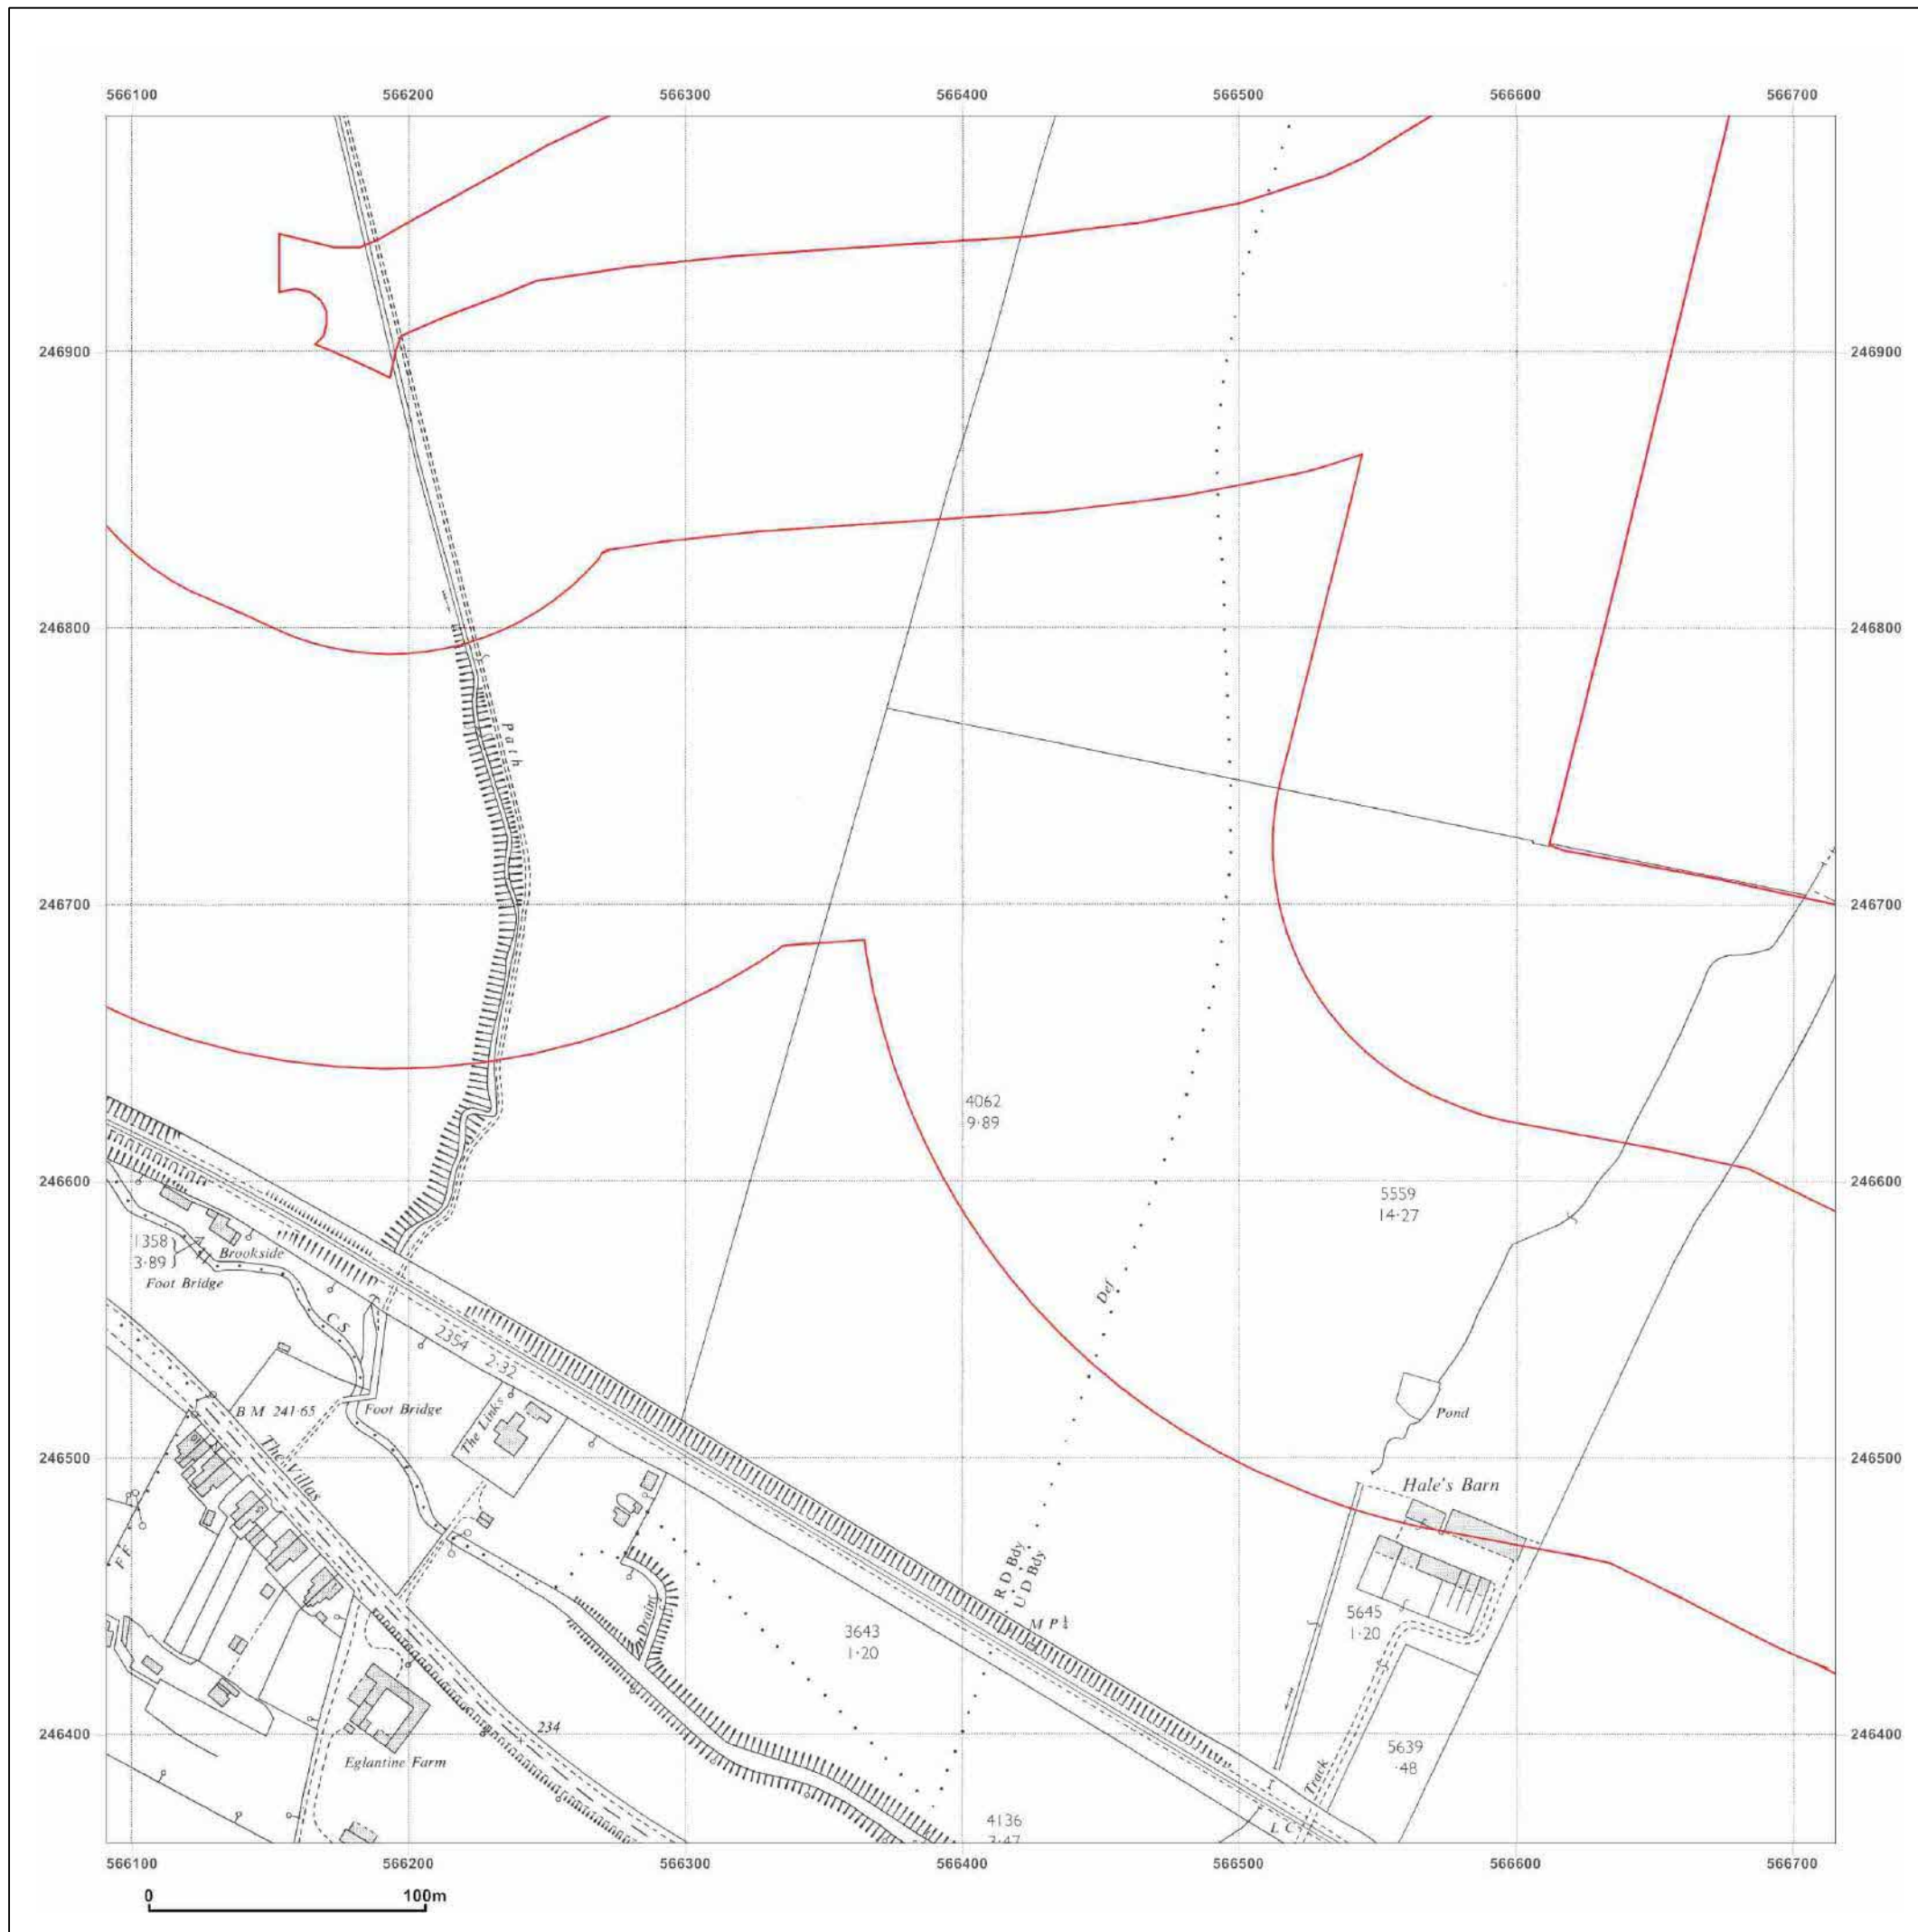 566100 566200 566300 566400 566500 566600 566700
246900 246900
246800 246800
Path
246700 246700
4062
9·89
246600 246600
5559
14·27
1358
3·89
Brookside
Foot Bridge
C S
Def
2354
2·32
B M 241·65
Foot Bridge
The Links
Pond
The Villas
246500 246500
Hale's Barn
F F
R D Bdy
U D Bdy
Drain
M P ¼
5645
1·20
3643
1·20
234
246400 246400
Eglantine Farm
5639
·48
Track
4136
3·47
L C
566100 566200 566300 566400 566500 566600 566700
0 100m